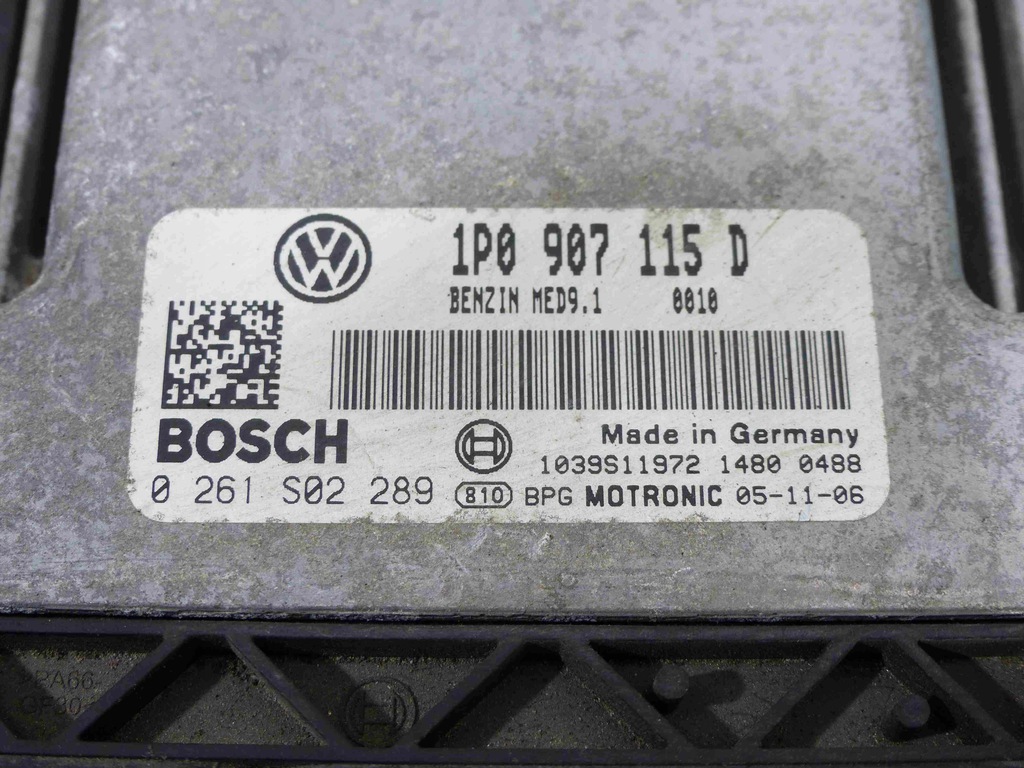 1P0 907 115 D
BENZIN MED9.1 0010
BOSCH
Made in Germany
1039S11972 1480 0488
0 261 S02 289 810 BPG MOTRONIC 05-11-06